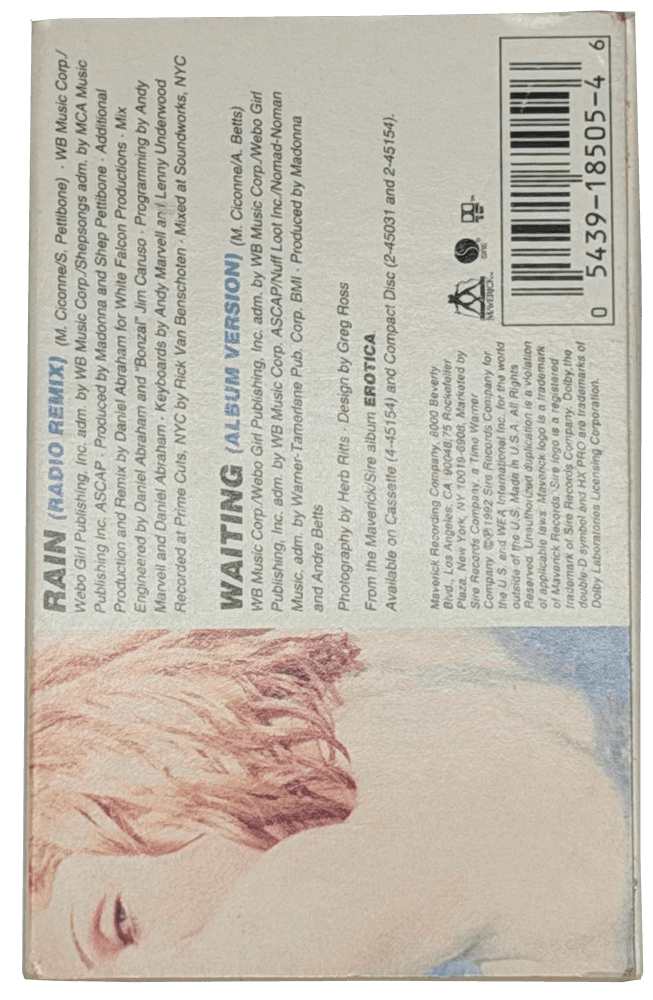 RAIN (RADIO REMIX) (M. Ciconne/S. Pettibone) · WB Music Corp./
Webo Girl Publishing, Inc. adm. by WB Music Corp./Shepsongs adm. by MCA Music
Publishing Inc. ASCAP · Produced by Madonna and Shep Pettibone · Additional
Production and Remix by Daniel Abraham for White Falcon Productions · Mix
Engineered by Daniel Abraham and "Bonzai" Jim Caruso · Programming by Andy
Marvell and Daniel Abraham · Keyboards by Andy Marvell and Lenny Underwood
Recorded at Prime Cuts, NYC by Rick Van Benscholen · Mixed at Soundworks, NYC
WAITING (ALBUM VERSION) (M. Ciconne/A. Betts)
WB Music Corp./Webo Girl Publishing, Inc. adm. by WB Music Corp./Webo Girl
Publishing, Inc. adm. by WB Music Corp. ASCAP/Nuff Loot Inc./Nomad-Noman
Music, adm. by Warner-Tamerlane Pub. Corp. BMI · Produced by Madonna
and Andre Betts
Photography by Herb Ritts · Design by Greg Ross
From the Maverick/Sire album EROTICA
Available on Cassette (4-45154) and Compact Disc (2-45031 and 2-45154).
Maverick Recording Company, 8000 Beverly
Blvd., Los Angeles, CA 90048; 75 Rockefeller
Plaza, New York, NY 10019-6908. Marketed by
Sire Records Company, a Time Warner
Company. ©℗ 1992 Sire Records Company for
the U.S. and WEA International Inc. for the world
outside of the U.S. Made in U.S.A. All Rights
Reserved. Unauthorized duplication is a violation
of applicable laws. Maverick logo is a trademark
of Maverick Records. Sire logo is a registered
trademark of Sire Records Company. Dolby, the
double-D symbol and HX PRO are trademarks of
Dolby Laboratories Licensing Corporation.
MAVERICK
SIRE
0 5439-18505-4 6